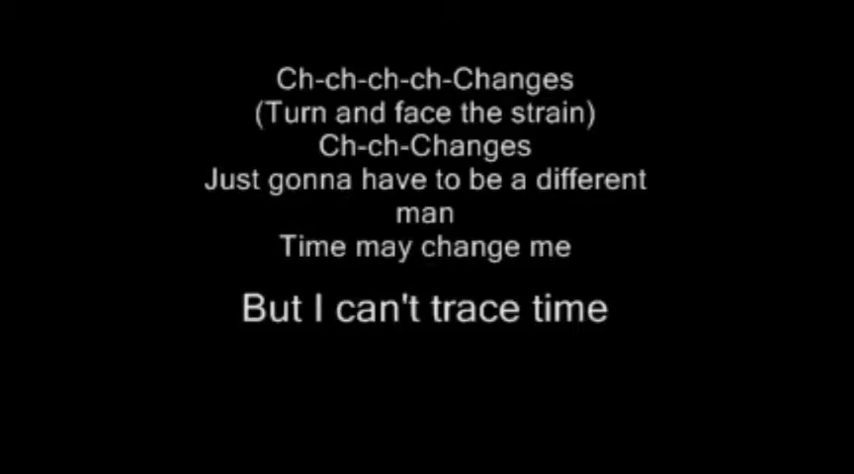 Ch-ch-ch-ch-Changes
(Turn and face the strain)
Ch-ch-Changes
Just gonna have to be a different
man
Time may change me
But I can't trace time